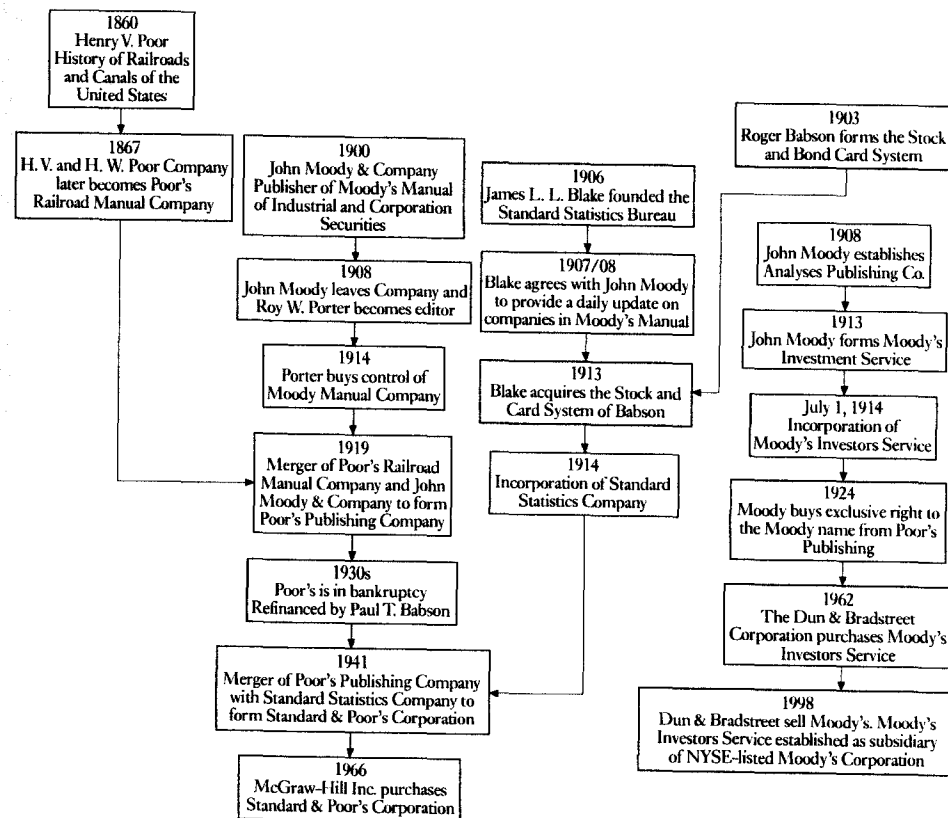 1860
Henry V. Poor
History of Railroads
and Canals of the
United States
1867
H. V. and H. W. Poor Company
later becomes Poor's
Railroad Manual Company
1900
John Moody & Company
Publisher of Moody's Manual
of Industrial and Corporation
Securities
1908
John Moody leaves Company and
Roy W. Porter becomes editor
1914
Porter buys control of
Moody Manual Company
1919
Merger of Poor's Railroad
Manual Company and John
Moody & Company to form
Poor's Publishing Company
1930s
Poor's is in bankruptcy
Refinanced by Paul T. Babson
1941
Merger of Poor's Publishing Company
with Standard Statistics Company to
form Standard & Poor's Corporation
1966
McGraw-Hill Inc. purchases
Standard & Poor's Corporation
1906
James L. L. Blake founded the
Standard Statistics Bureau
1907/08
Blake agrees with John Moody
to provide a daily update on
companies in Moody's Manual
1913
Blake acquires the Stock and
Card System of Babson
1914
Incorporation of Standard
Statistics Company
1903
Roger Babson forms the Stock
and Bond Card System
1908
John Moody establishes
Analyses Publishing Co.
1913
John Moody forms Moody's
Investment Service
July 1, 1914
Incorporation of
Moody's Investors Service
1924
Moody buys exclusive right to
the Moody name from Poor's
Publishing
1962
The Dun & Bradstreet
Corporation purchases Moody's
Investors Service
1998
Dun & Bradstreet sell Moody's. Moody's
Investors Service established as subsidiary
of NYSE-listed Moody's Corporation